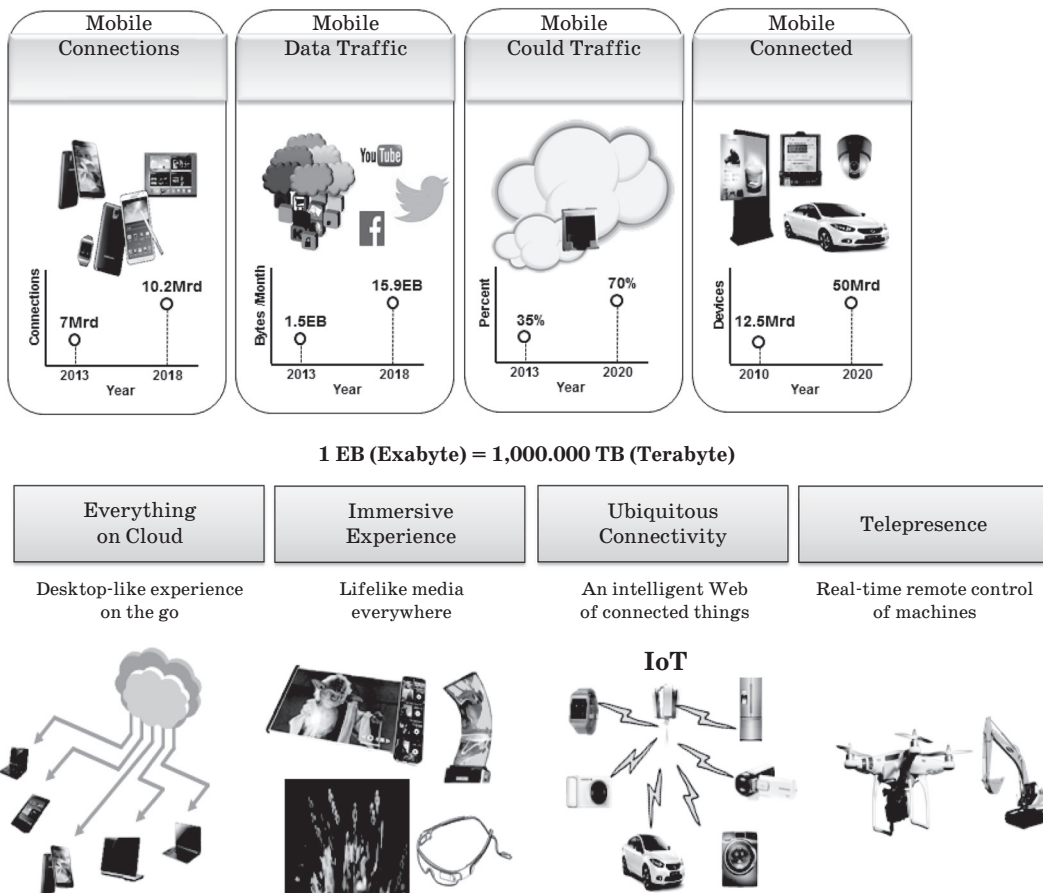 Mobile
Connections
Mobile
Data Traffic
Mobile
Could Traffic
Mobile
Connected
You Tube
f
Connections
7Mrd
10.2Mrd
2013
2018
Year
Bytes /Month
1.5EB
15.9EB
2013
2018
Year
Percent
35%
70%
2013
2020
Year
Devices
12.5Mrd
50Mrd
2010
2020
Year
1 EB (Exabyte) = 1,000.000 TB (Terabyte)
Everything
on Cloud
Immersive
Experience
Ubiquitous
Connectivity
Telepresence
Desktop-like experience
on the go
Lifelike media
everywhere
An intelligent Web
of connected things
Real-time remote control
of machines
IoT